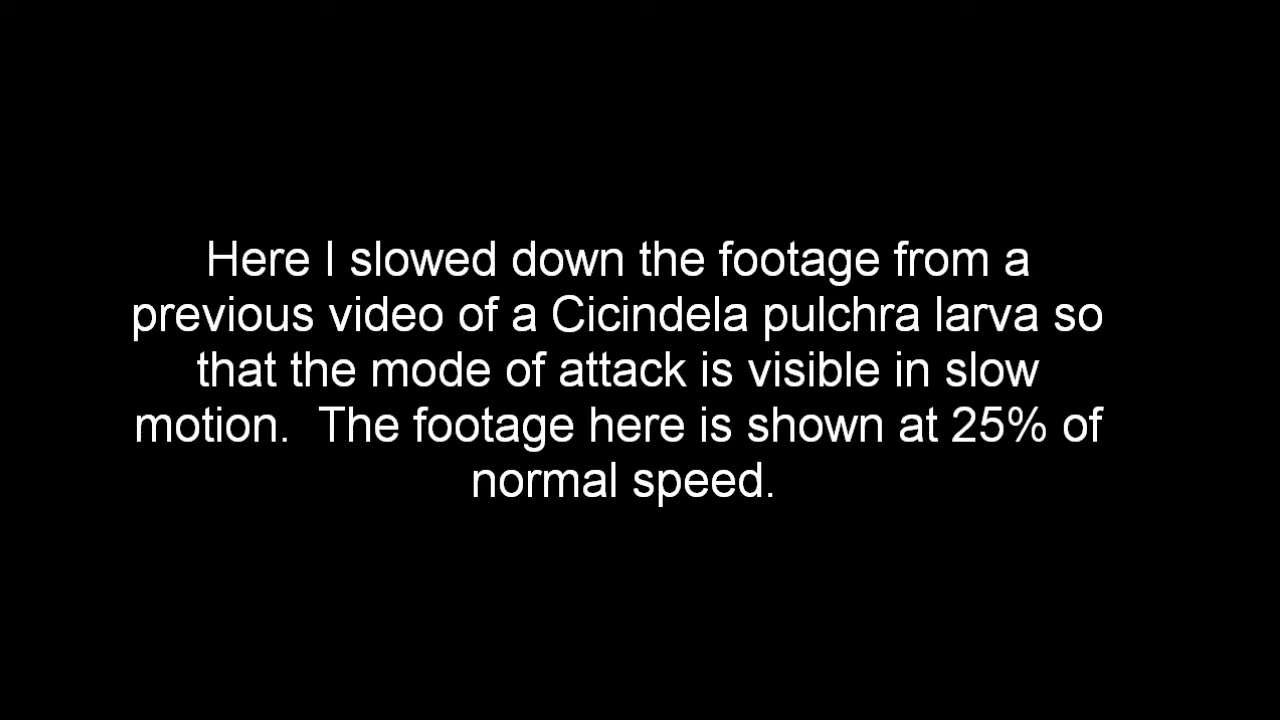 Here I slowed down the footage from a
previous video of a Cicindela pulchra larva so
that the mode of attack is visible in slow
motion.  The footage here is shown at 25% of
normal speed.